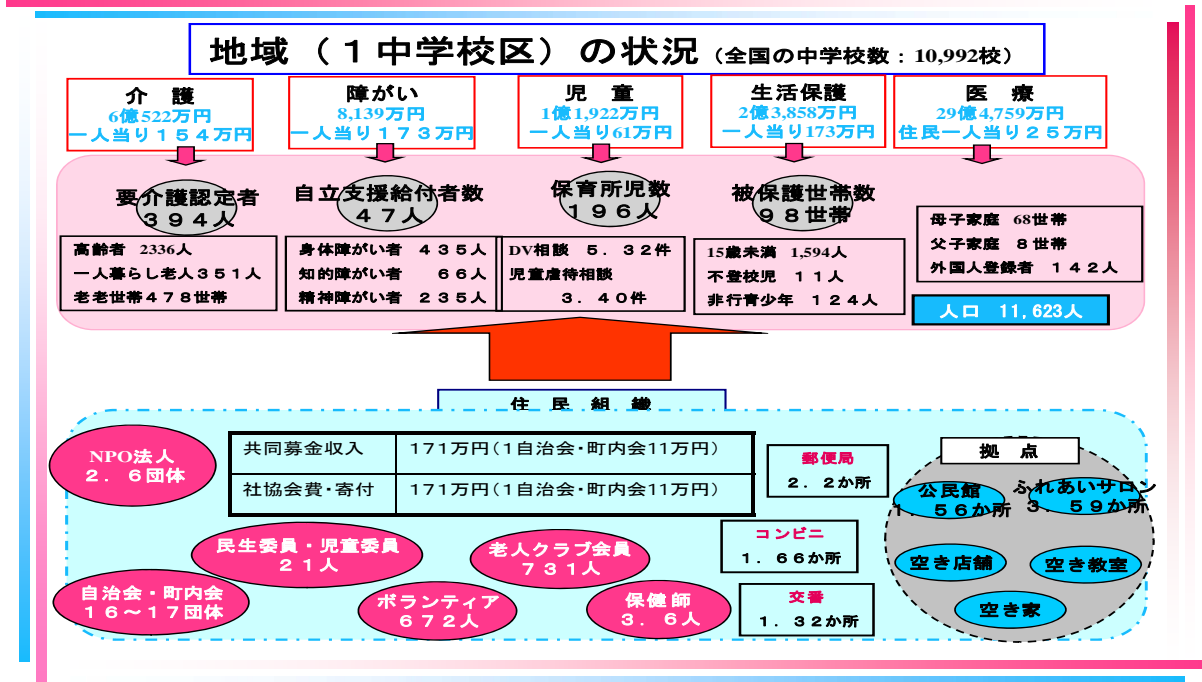 地域（１中学校区）の状況（全国の中学校数：10,992校）
介　護
6億522万円
一人当り１５４万円
障がい
8,139万円
一人当り１７３万円
児　童
1億1,922万円
一人当り61万円
生活保護
2億3,858万円
一人当り173万円
医　療
29億4,759万円
住民一人当り２５万円
要介護認定者
３９４人
自立支援給付者数
４７人
保育所児数
１９６人
被保護世帯数
９８世帯
高齢者　2336人
一人暮らし老人３５１人
老老世帯４７８世帯
身体障がい者　４３５人
知的障がい者　　６６人
精神障がい者　２３５人
DV相談　５．３２件
児童虐待相談
３．４０件
15歳未満　1,594人
不登校児　１１人
非行青少年　１２４人
母子家庭　68世帯
父子家庭　８世帯
外国人登録者　１４２人
人口　11,623人
住　民　組　織
NPO法人
２．６団体
共同募金収入　171万円（１自治会・町内会11万円）
社協会費・寄付　171万円（１自治会・町内会11万円）
郵便局
２．２か所
拠　点
公民館
１．５６か所
ふれあいサロン
３．５９か所
民生委員・児童委員
２１人
老人クラブ会員
７３１人
コンビニ
１．６６か所
空き店舗
空き教室
自治会・町内会
１６～１７団体
ボランティア
６７２人
保健師
３．６人
交番
１．３２か所
空き家